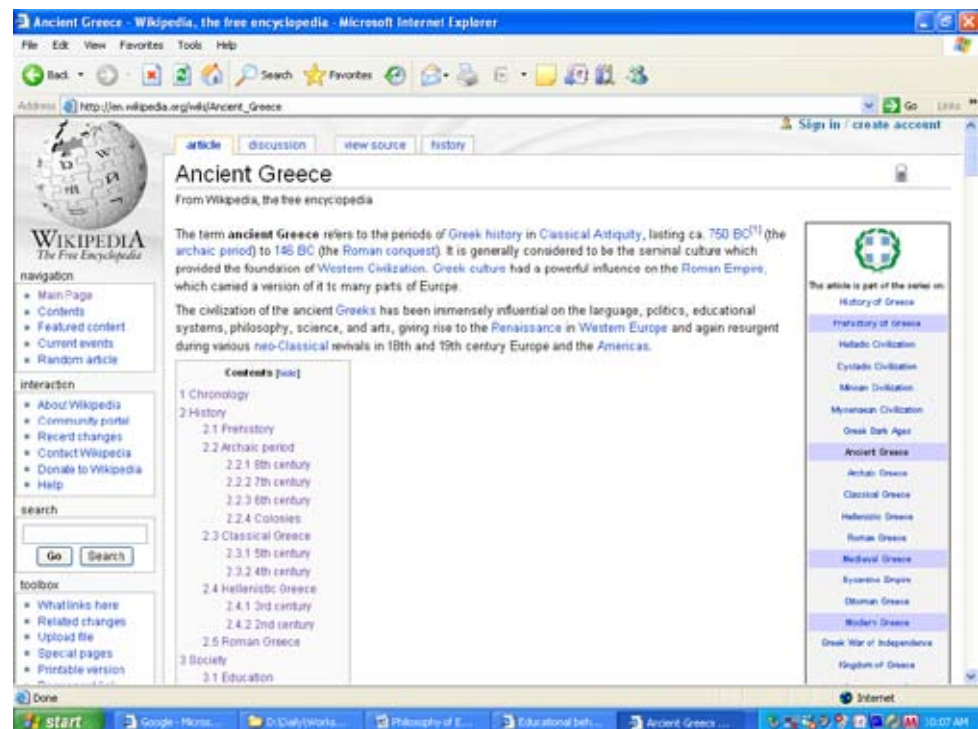 Ancient Greece - Wikipedia, the free encyclopedia - Microsoft Internet Explorer
File Edit View Favorites Tools Help
Back Search Favorites
Address http://en.wikipedia.org/wiki/Ancient_Greece Go Links
Sign in / create account
article discussion view source history
Ancient Greece
From Wikipedia, the free encyclopedia
The term ancient Greece refers to the periods of Greek history in Classical Antiquity, lasting ca. 750 BC[1] (the
archaic period) to 146 BC (the Roman conquest). It is generally considered to be the seminal culture which
provided the foundation of Western Civilization. Greek culture had a powerful influence on the Roman Empire,
which carried a version of it to many parts of Europe.
The civilization of the ancient Greeks has been immensely influential on the language, politics, educational
systems, philosophy, science, and arts, giving rise to the Renaissance in Western Europe and again resurgent
during various neo-Classical revivals in 18th and 19th century Europe and the Americas.
Contents [hide]
1 Chronology
2 History
2.1 Prehistory
2.2 Archaic period
2.2.1 8th century
2.2.2 7th century
2.2.3 6th century
2.2.4 Colonies
2.3 Classical Greece
2.3.1 5th century
2.3.2 4th century
2.4 Hellenistic Greece
2.4.1 3rd century
2.4.2 2nd century
2.5 Roman Greece
3 Society
3.1 Education
WIKIPEDIA
The Free Encyclopedia
navigation
Main Page
Contents
Featured content
Current events
Random article
interaction
About Wikipedia
Community portal
Recent changes
Contact Wikipedia
Donate to Wikipedia
Help
search
Go Search
toolbox
What links here
Related changes
Upload file
Special pages
Printable version
This article is part of the series on:
History of Greece
Prehistory of Greece
Helladic Civilization
Cycladic Civilization
Minoan Civilization
Mycenaean Civilization
Greek Dark Ages
Ancient Greece
Archaic Greece
Classical Greece
Hellenistic Greece
Roman Greece
Medieval Greece
Byzantine Empire
Ottoman Greece
Modern Greece
Greek War of Independence
Kingdom of Greece
Done Internet
start Google - Micros... D:\Daily\Works... Philosophy of E... Educational beh... Ancient Greece ... 10:07 AM